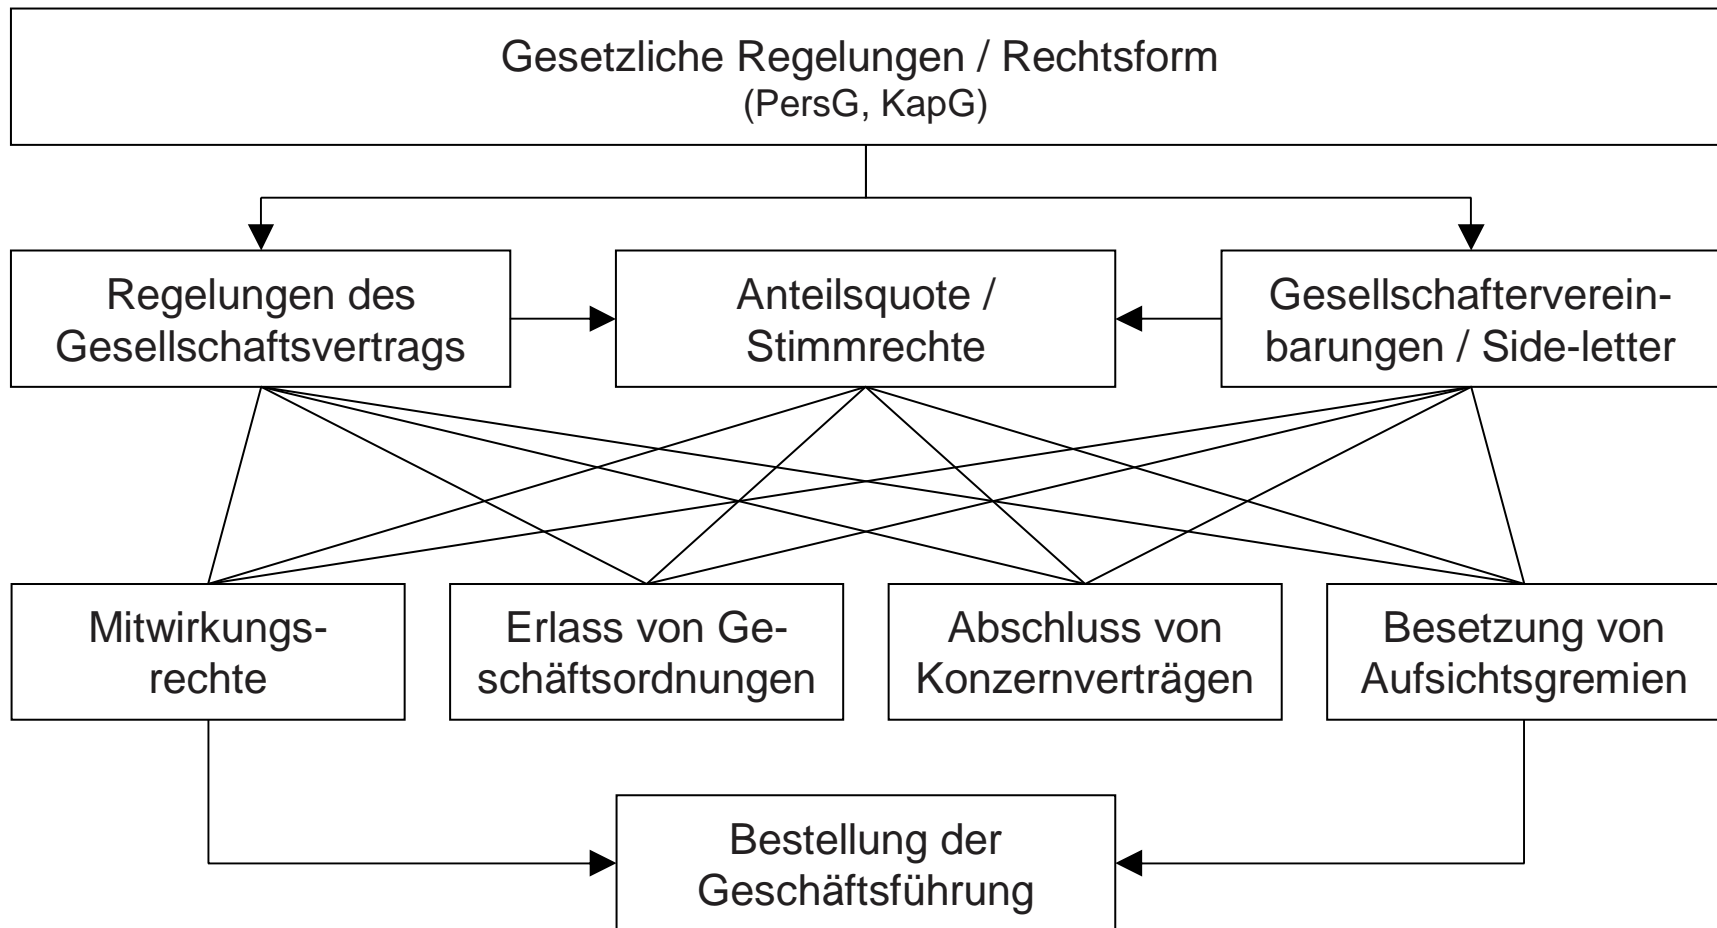 Gesetzliche Regelungen / Rechtsform
(PersG, KapG)
Regelungen des
Gesellschaftsvertrags
Anteilsquote /
Stimmrechte
Gesellschafterverein-
barungen / Side-letter
Mitwirkungs-
rechte
Erlass von Ge-
schäftsordnungen
Abschluss von
Konzernverträgen
Besetzung von
Aufsichtsgremien
Bestellung der
Geschäftsführung